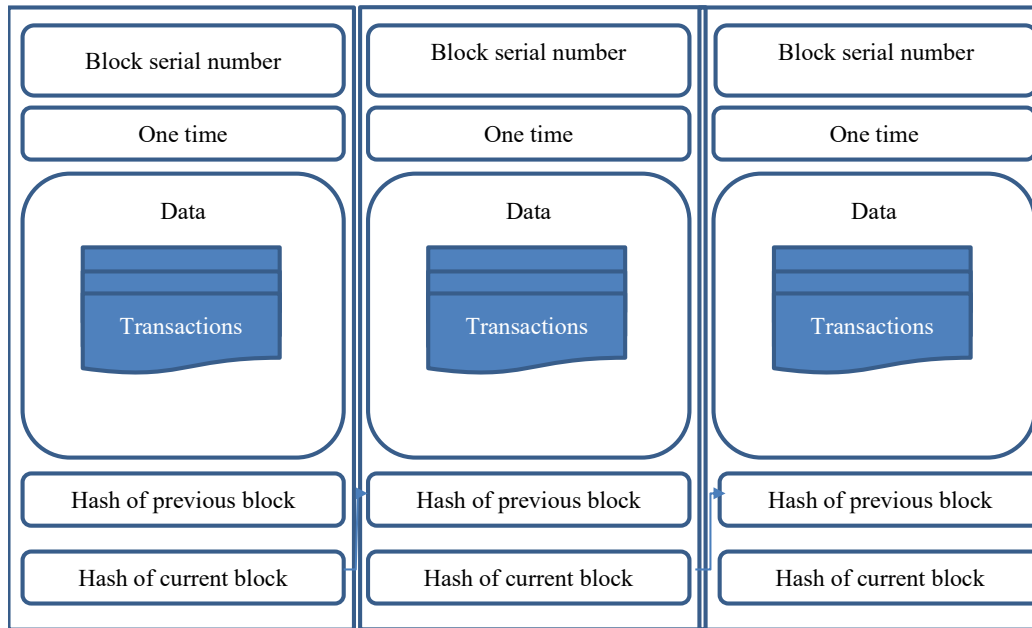 Block serial number
One time
Data
Transactions
Hash of previous block
Hash of current block
Block serial number
One time
Data
Transactions
Hash of previous block
Hash of current block
Block serial number
One time
Data
Transactions
Hash of previous block
Hash of current block